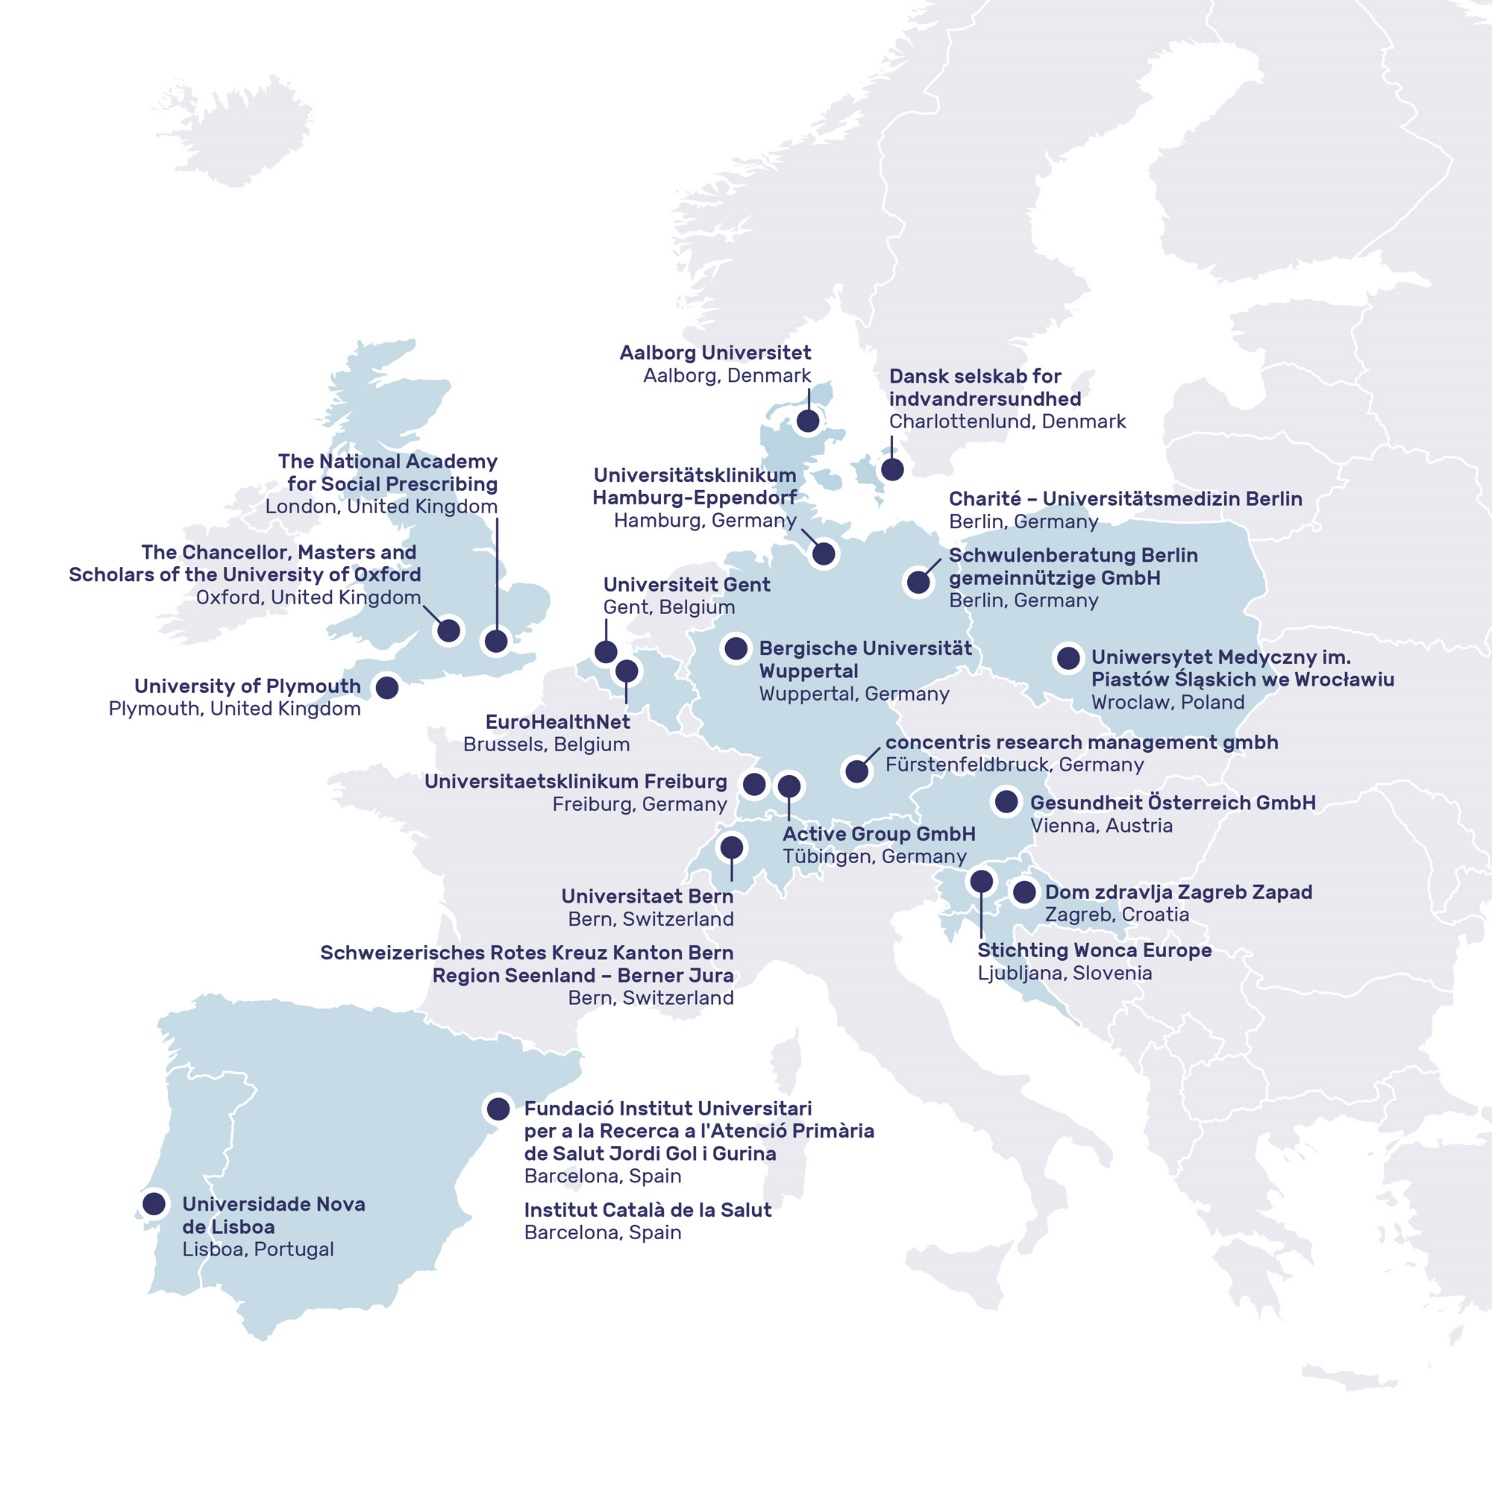 Aalborg Universitet
Aalborg, Denmark
Dansk selskab for
indvandrersundhed
Charlottenlund, Denmark
The National Academy
for Social Prescribing
London, United Kingdom
Universitätsklinikum
Hamburg-Eppendorf
Hamburg, Germany
Charité – Universitätsmedizin Berlin
Berlin, Germany
Schwulenberatung Berlin
gemeinnützige GmbH
Berlin, Germany
The Chancellor, Masters and
Scholars of the University of Oxford
Oxford, United Kingdom
Universiteit Gent
Gent, Belgium
Bergische Universität
Wuppertal
Wuppertal, Germany
Uniwersytet Medyczny im.
Piastów Śląskich we Wrocławiu
Wroclaw, Poland
University of Plymouth
Plymouth, United Kingdom
EuroHealthNet
Brussels, Belgium
concentris research management gmbh
Fürstenfeldbruck, Germany
Universitaetsklinikum Freiburg
Freiburg, Germany
Gesundheit Österreich GmbH
Vienna, Austria
Active Group GmbH
Tübingen, Germany
Universitaet Bern
Bern, Switzerland
Dom zdravlja Zagreb Zapad
Zagreb, Croatia
Schweizerisches Rotes Kreuz Kanton Bern
Region Seenland – Berner Jura
Bern, Switzerland
Stichting Wonca Europe
Ljubljana, Slovenia
Fundació Institut Universitari
per a la Recerca a l'Atenció Primària
de Salut Jordi Gol i Gurina
Barcelona, Spain
Institut Català de la Salut
Barcelona, Spain
Universidade Nova
de Lisboa
Lisboa, Portugal